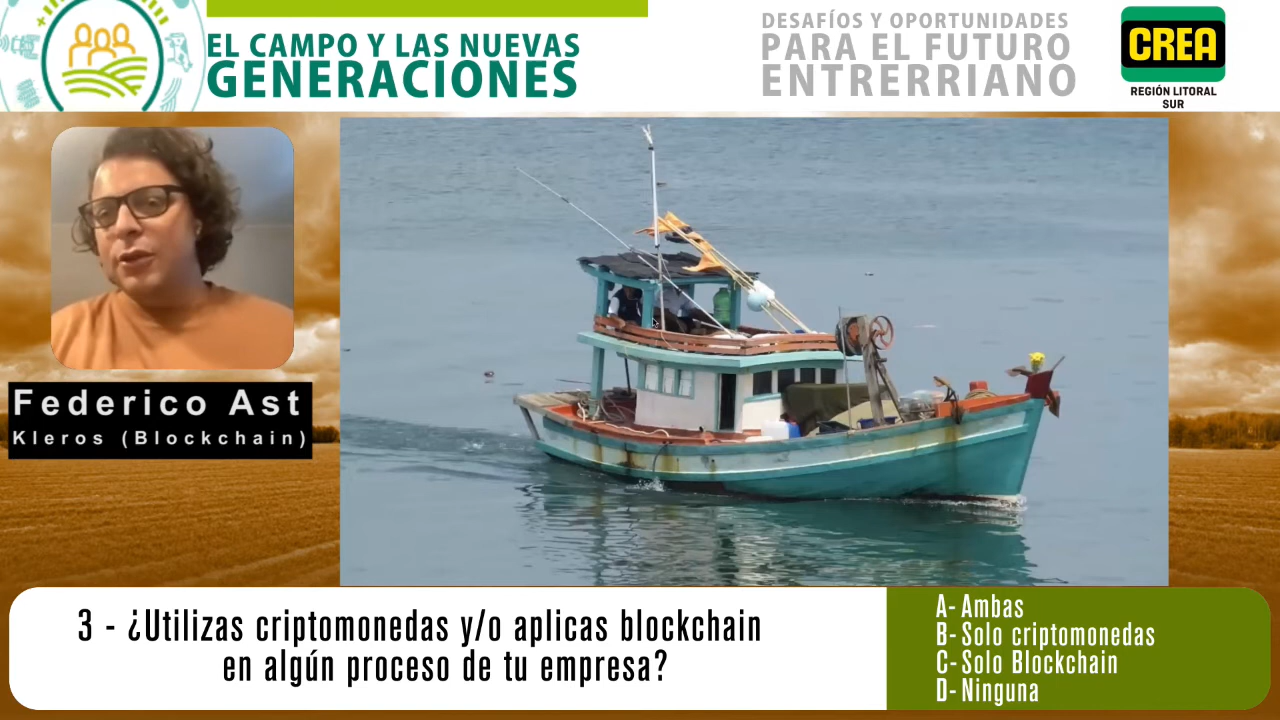 EL CAMPO Y LAS NUEVAS
GENERACIONES
DESAFÍOS Y OPORTUNIDADES
PARA EL FUTURO
ENTRERRIANO
CREA
REGIÓN LITORAL
SUR
Federico Ast
Kleros (Blockchain)
3 - ¿Utilizas criptomonedas y/o aplicas blockchain
en algún proceso de tu empresa?
A- Ambas
B- Solo criptomonedas
C- Solo Blockchain
D- Ninguna